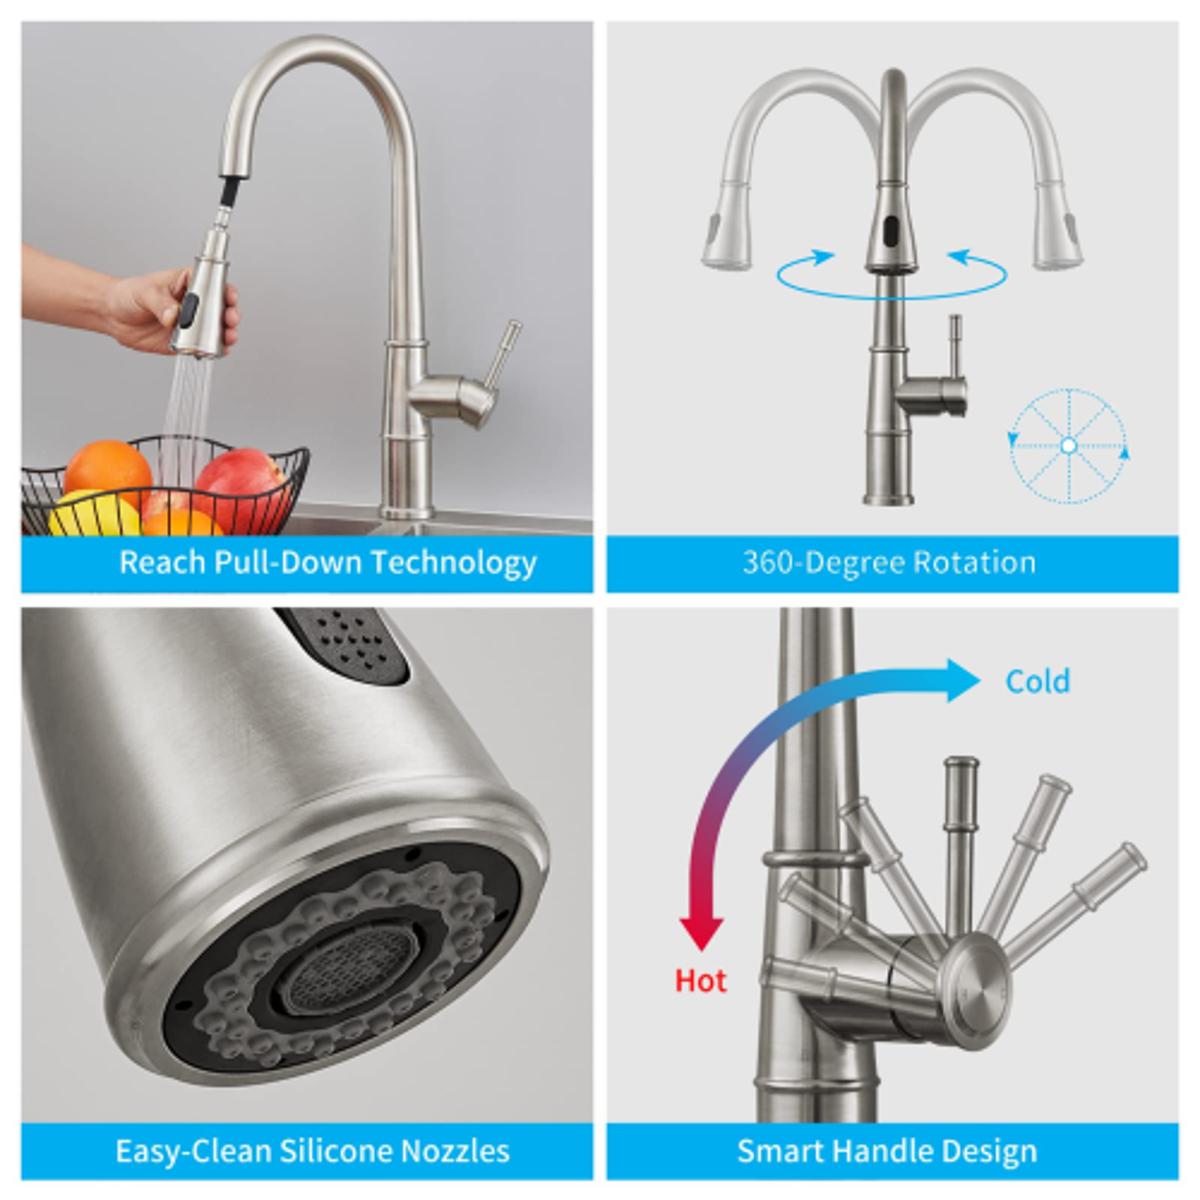 Reach Pull-Down Technology
360-Degree Rotation
Cold
Hot
Easy-Clean Silicone Nozzles
Smart Handle Design